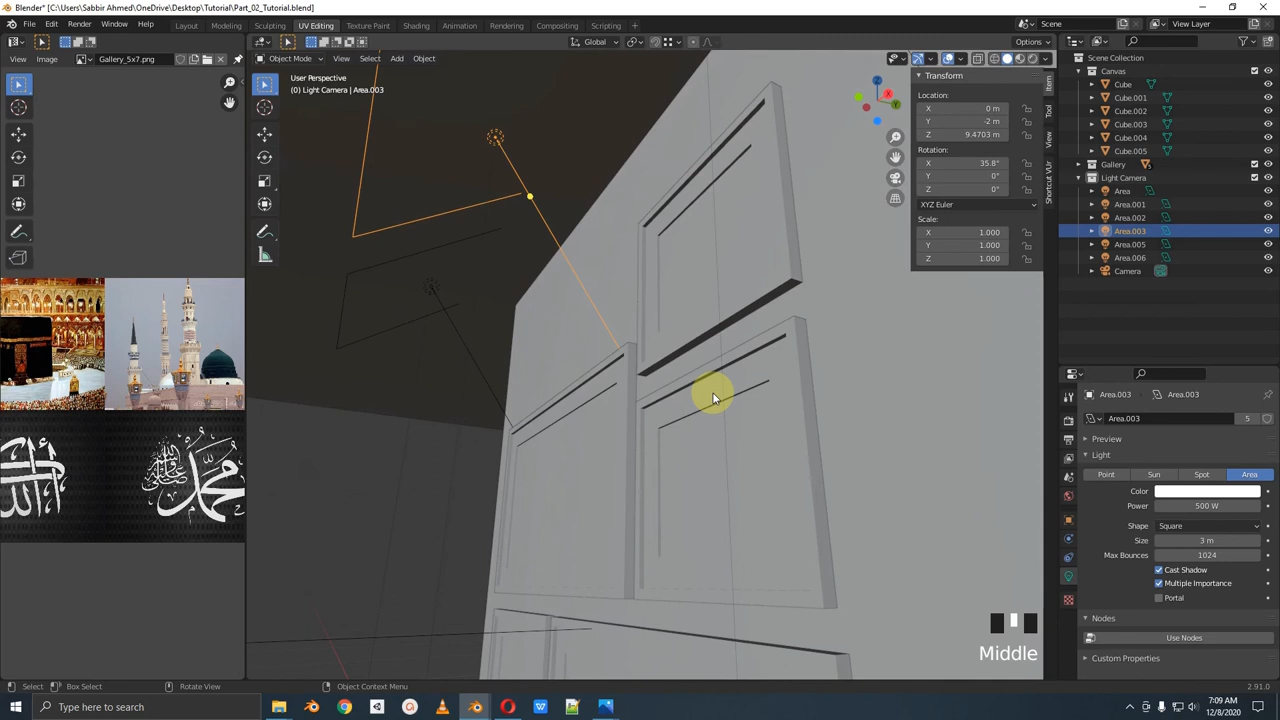 Blender* [C:\Users\Sabbir Ahmed\OneDrive\Desktop\Tutorial\Part_02_Tutorial.blend]
File Edit Render Window Help Layout Modeling Sculpting UV Editing Texture Paint Shading Animation Rendering Compositing Scripting + Scene View Layer
Global Options
View Image Gallery_5x7.png Object Mode View Select Add Object
User Perspective
(0) Light Camera | Area.003
Transform
Location:
X 0 m
Y -2 m
Z 9.4703 m
Rotation:
X 35.8°
Y 0°
Z 0°
XYZ Euler
Scale:
X 1.000
Y 1.000
Z 1.000
Item
Tool
View
Shortcut VUr
X
Y
Z
Scene Collection
Canvas
Cube
Cube.001
Cube.002
Cube.003
Cube.004
Cube.005
Gallery 5
Light Camera
Area
Area.001
Area.002
Area.003
Area.005
Area.006
Camera
Area.003 Area.003
Area.003 5
Preview
Light
Point Sun Spot Area
Color
Power 500 W
Shape Square
Size 3 m
Max Bounces 1024
Cast Shadow
Multiple Importance
Portal
Nodes
Use Nodes
Custom Properties
Middle
Select Box Select Rotate View Object Context Menu 2.91.0
Type here to search
7:09 AM
12/8/2020